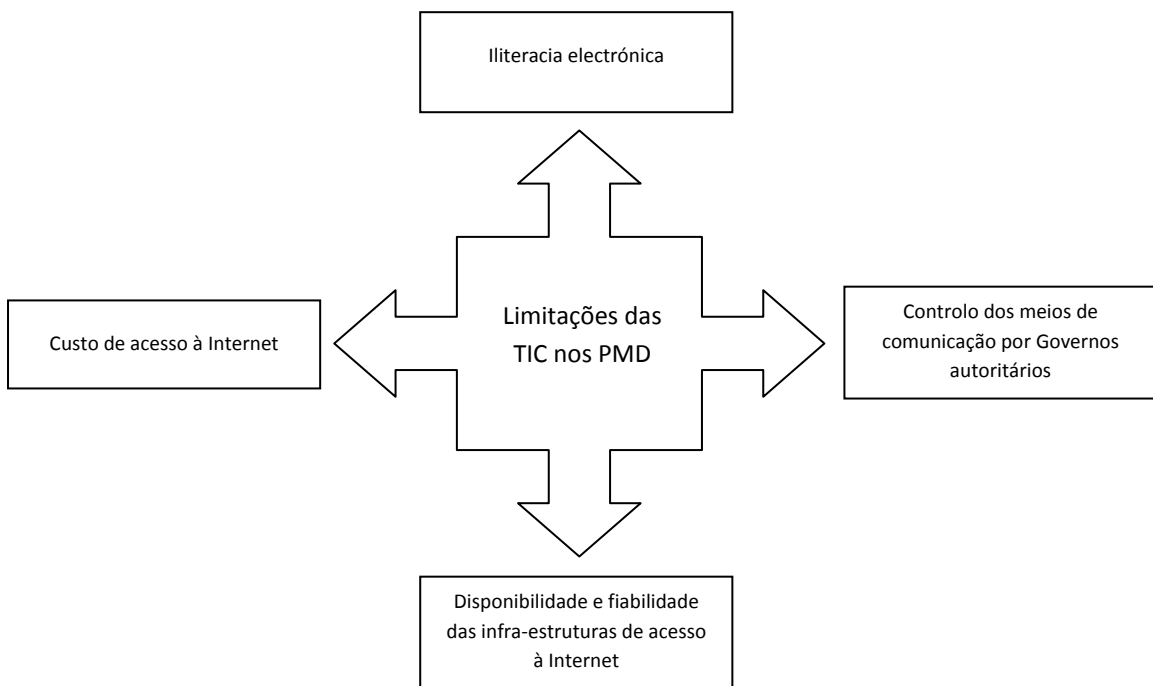 Iliteracia electrónica
Custo de acesso à Internet
Limitações das
TIC nos PMD
Controlo dos meios de
comunicação por Governos
autoritários
Disponibilidade e fiabilidade
das infra-estruturas de acesso
à Internet